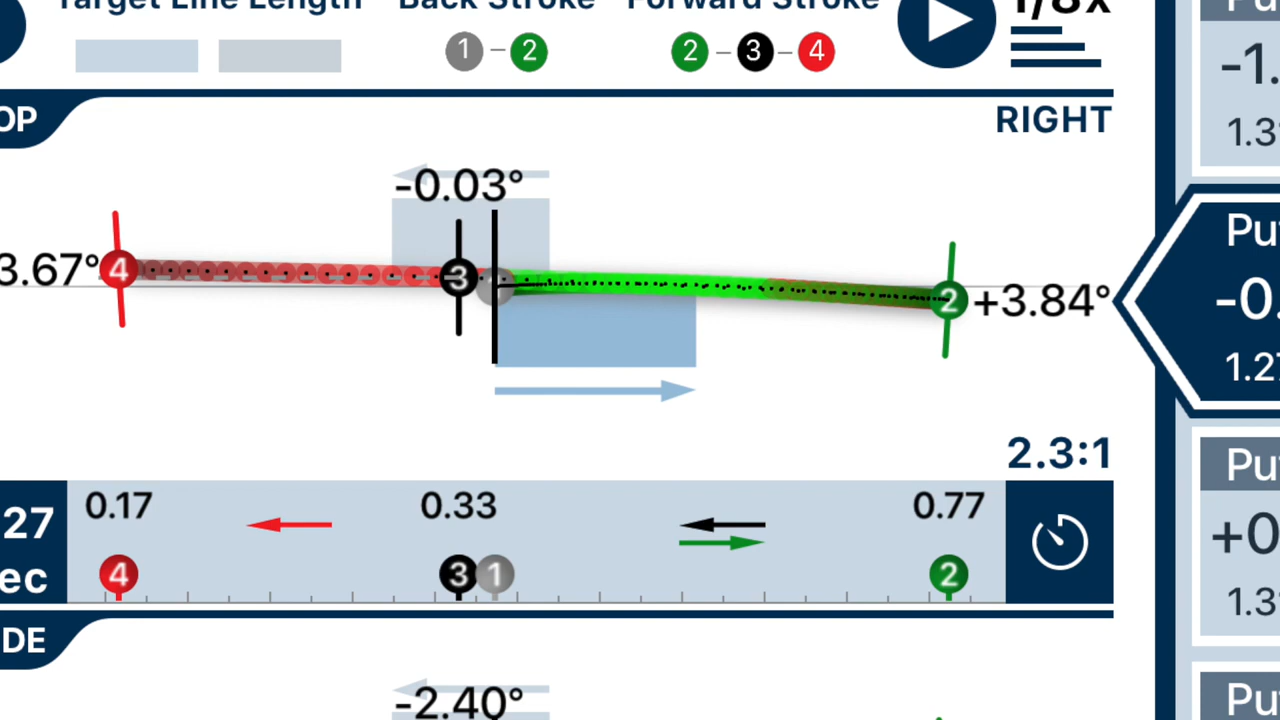 Target Line Length Back Stroke Forward Stroke 1/8x
1 - 2 2 - 3 - 4
OP RIGHT
-0.03°
3.67° 4 3 1 2 +3.84°
2.3:1
27 0.17 0.33 0.77
ec 4 3 1 2
DE
-2.40°
Pu
-1.
1.3
Pu
-0.
1.27
Pu
+0
1.3
Pu